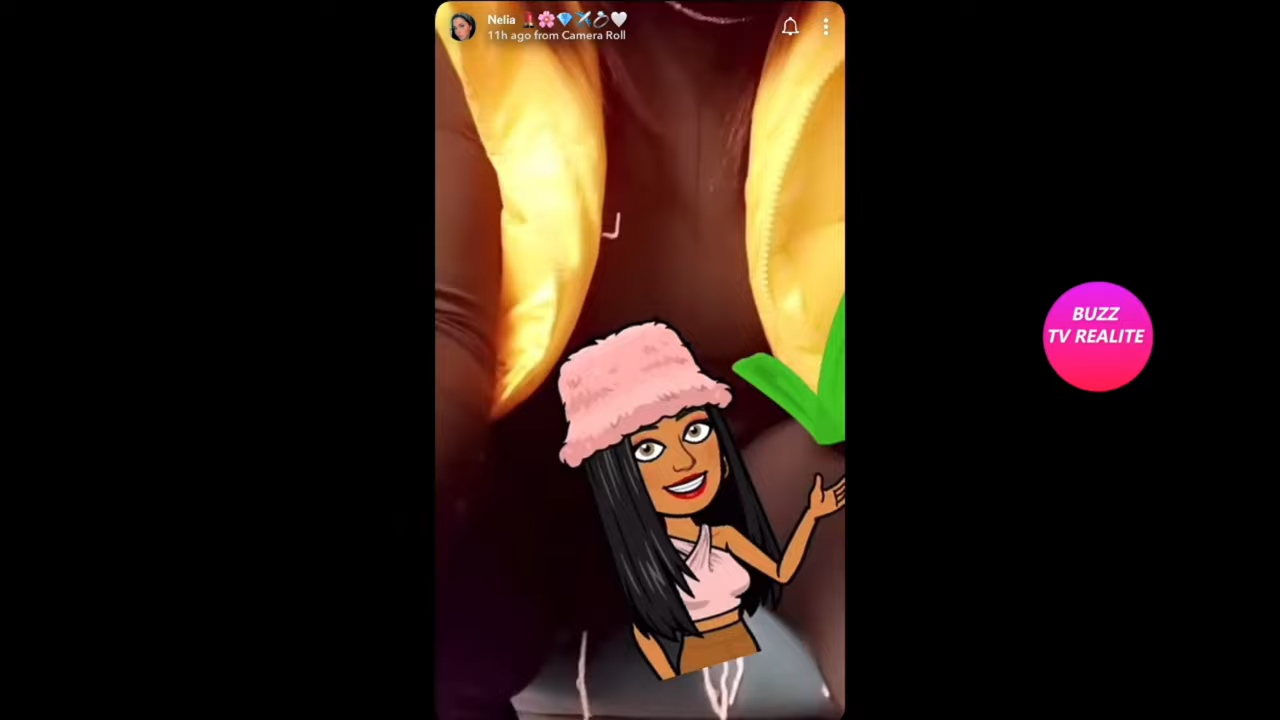 Nelia 💄🌸💎✈️💍🤍
11h ago from Camera Roll
BUZZ
TV REALITE